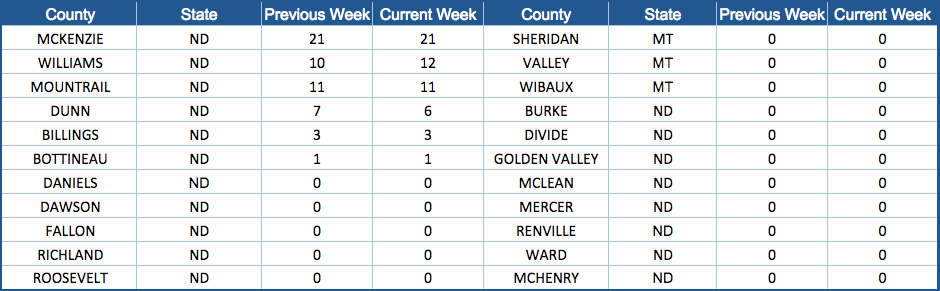 County State Previous Week Current Week County State Previous Week Current Week
MCKENZIE ND 21 21 SHERIDAN MT 0 0
WILLIAMS ND 10 12 VALLEY MT 0 0
MOUNTRAIL ND 11 11 WIBAUX MT 0 0
DUNN ND 7 6 BURKE ND 0 0
BILLINGS ND 3 3 DIVIDE ND 0 0
BOTTINEAU ND 1 1 GOLDEN VALLEY ND 0 0
DANIELS ND 0 0 MCLEAN ND 0 0
DAWSON ND 0 0 MERCER ND 0 0
FALLON ND 0 0 RENVILLE ND 0 0
RICHLAND ND 0 0 WARD ND 0 0
ROOSEVELT ND 0 0 MCHENRY ND 0 0